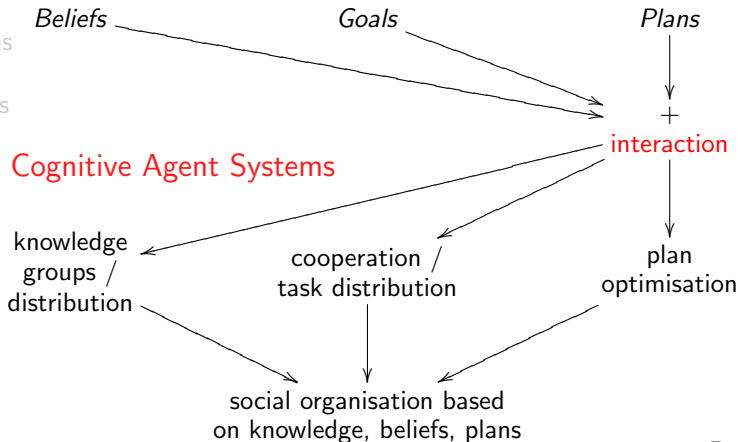 Beliefs Goals Plans
ns
s
+
interaction
Cognitive Agent Systems
knowledge
groups /
distribution
cooperation /
task distribution
plan
optimisation
social organisation based
on knowledge, beliefs, plans